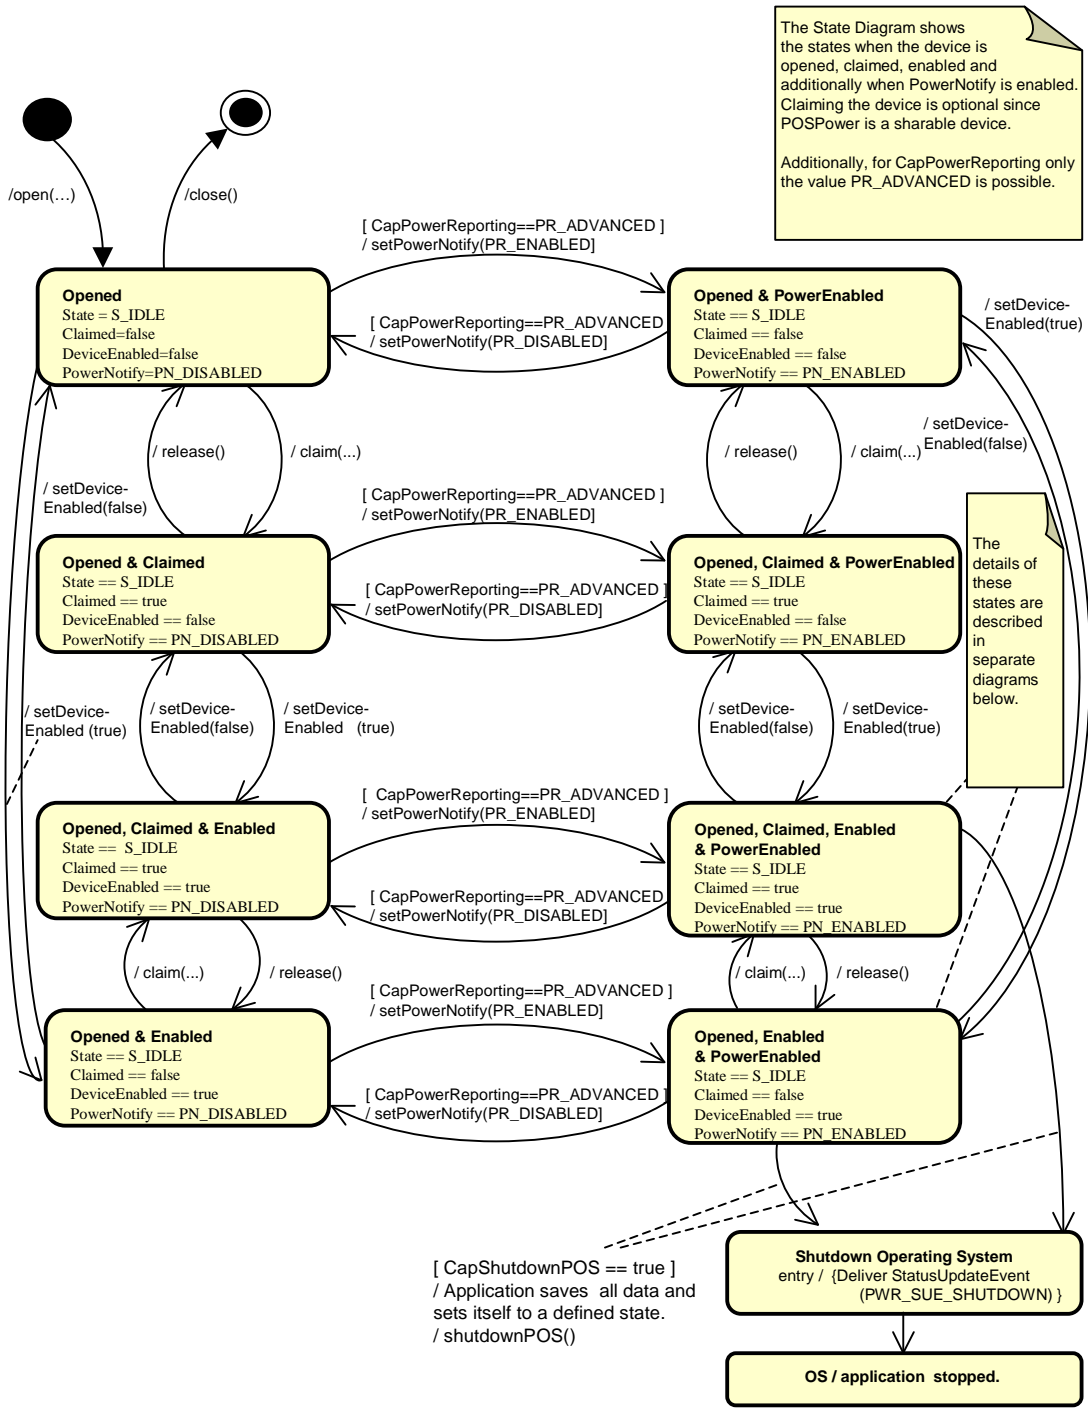 The State Diagram shows
the states when the device is
opened, claimed, enabled and
additionally when PowerNotify is enabled.
Claiming the device is optional since
POSPower is a sharable device.
Additionally, for CapPowerReporting only
the value PR_ADVANCED is possible.
/open(...)
/close()
[ CapPowerReporting==PR_ADVANCED ]
/ setPowerNotify(PR_ENABLED]
Opened
State = S_IDLE
Claimed=false
DeviceEnabled=false
PowerNotify=PN_DISABLED
[ CapPowerReporting==PR_ADVANCED
/ setPowerNotify(PR_DISABLED]
Opened & PowerEnabled
State == S_IDLE
Claimed == false
DeviceEnabled == false
PowerNotify == PN_ENABLED
/ setDevice-
Enabled(true)
/ release()
/ claim(...)
/ release()
/ claim(...)
/ setDevice-
Enabled(false)
/ setDevice-
Enabled(false)
[ CapPowerReporting==PR_ADVANCED ]
/ setPowerNotify(PR_ENABLED]
Opened & Claimed
State == S_IDLE
Claimed == true
DeviceEnabled == false
PowerNotify == PN_DISABLED
[ CapPowerReporting==PR_ADVANCED
/ setPowerNotify(PR_DISABLED]
Opened, Claimed & PowerEnabled
State == S_IDLE
Claimed == true
DeviceEnabled == false
PowerNotify == PN_ENABLED
The
details of
these
states are
described
in
separate
diagrams
below.
/ setDevice-
Enabled (true)
/ setDevice-
Enabled(false)
/ setDevice-
Enabled (true)
/ setDevice-
Enabled(false)
/ setDevice-
Enabled(true)
[ CapPowerReporting==PR_ADVANCED ]
/ setPowerNotify(PR_ENABLED]
Opened, Claimed & Enabled
State == S_IDLE
Claimed == true
DeviceEnabled == true
PowerNotify == PN_DISABLED
[ CapPowerReporting==PR_ADVANCED
/ setPowerNotify(PR_DISABLED]
Opened, Claimed, Enabled
& PowerEnabled
State == S_IDLE
Claimed == true
DeviceEnabled == true
PowerNotify == PN_ENABLED
/ claim(...)
/ release()
/ claim(...)
/ release()
[ CapPowerReporting==PR_ADVANCED ]
/ setPowerNotify(PR_ENABLED]
Opened & Enabled
State == S_IDLE
Claimed == false
DeviceEnabled == true
PowerNotify == PN_DISABLED
[ CapPowerReporting==PR_ADVANCED ]
/ setPowerNotify(PR_DISABLED]
Opened, Enabled
& PowerEnabled
State == S_IDLE
Claimed == false
DeviceEnabled == true
PowerNotify == PN_ENABLED
[ CapShutdownPOS == true ]
/ Application saves all data and
sets itself to a defined state.
/ shutdownPOS()
Shutdown Operating System
entry / {Deliver StatusUpdateEvent
(PWR_SUE_SHUTDOWN) }
OS / application stopped.